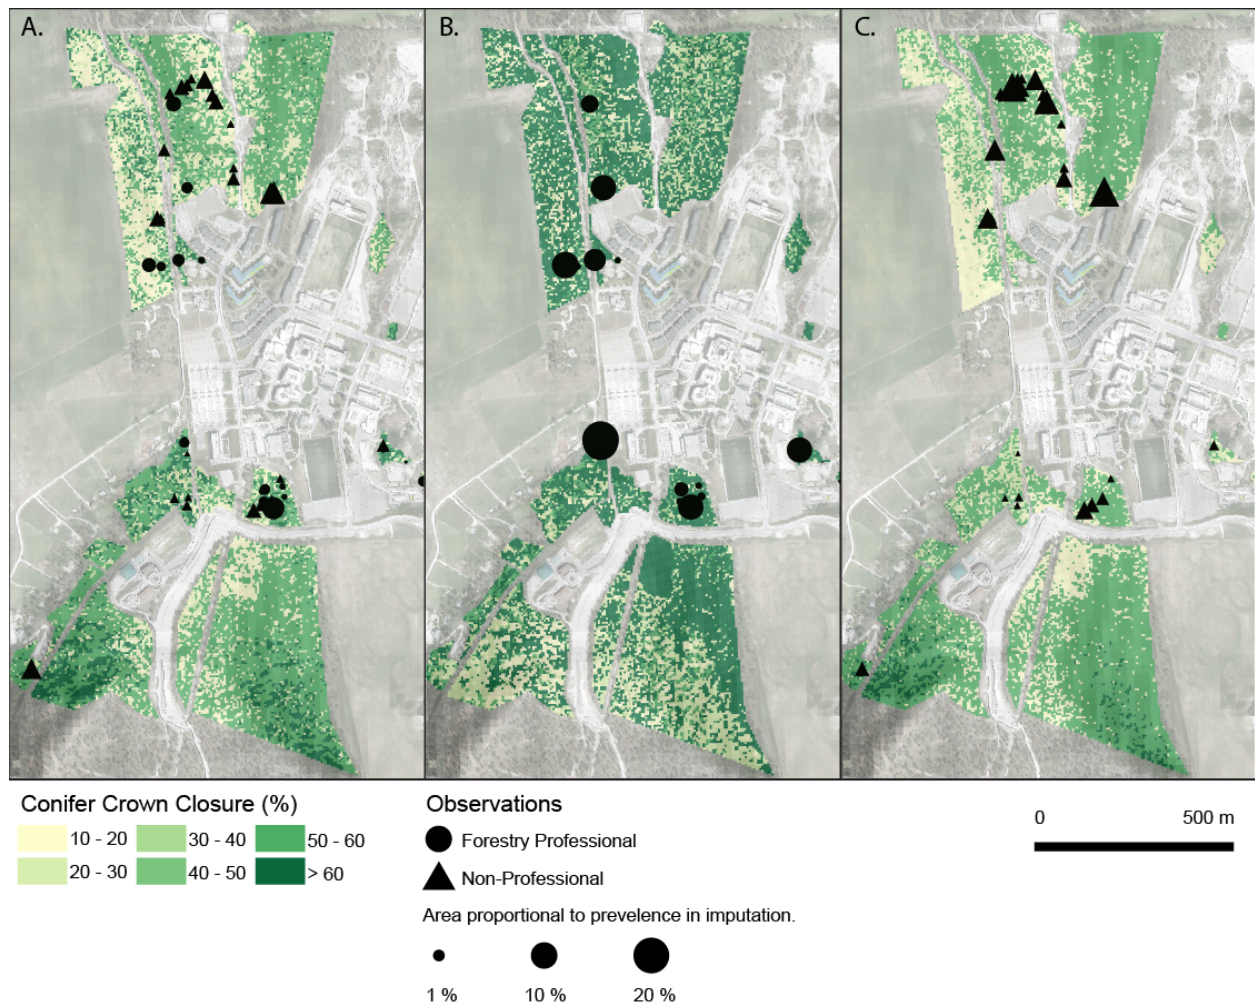 A.
B.
C.
Conifer Crown Closure (%)
10 - 20
30 - 40
50 - 60
20 - 30
40 - 50
> 60
Observations
Forestry Professional
Non-Professional
Area proportional to prevelence in imputation.
1 %
10 %
20 %
0
500 m